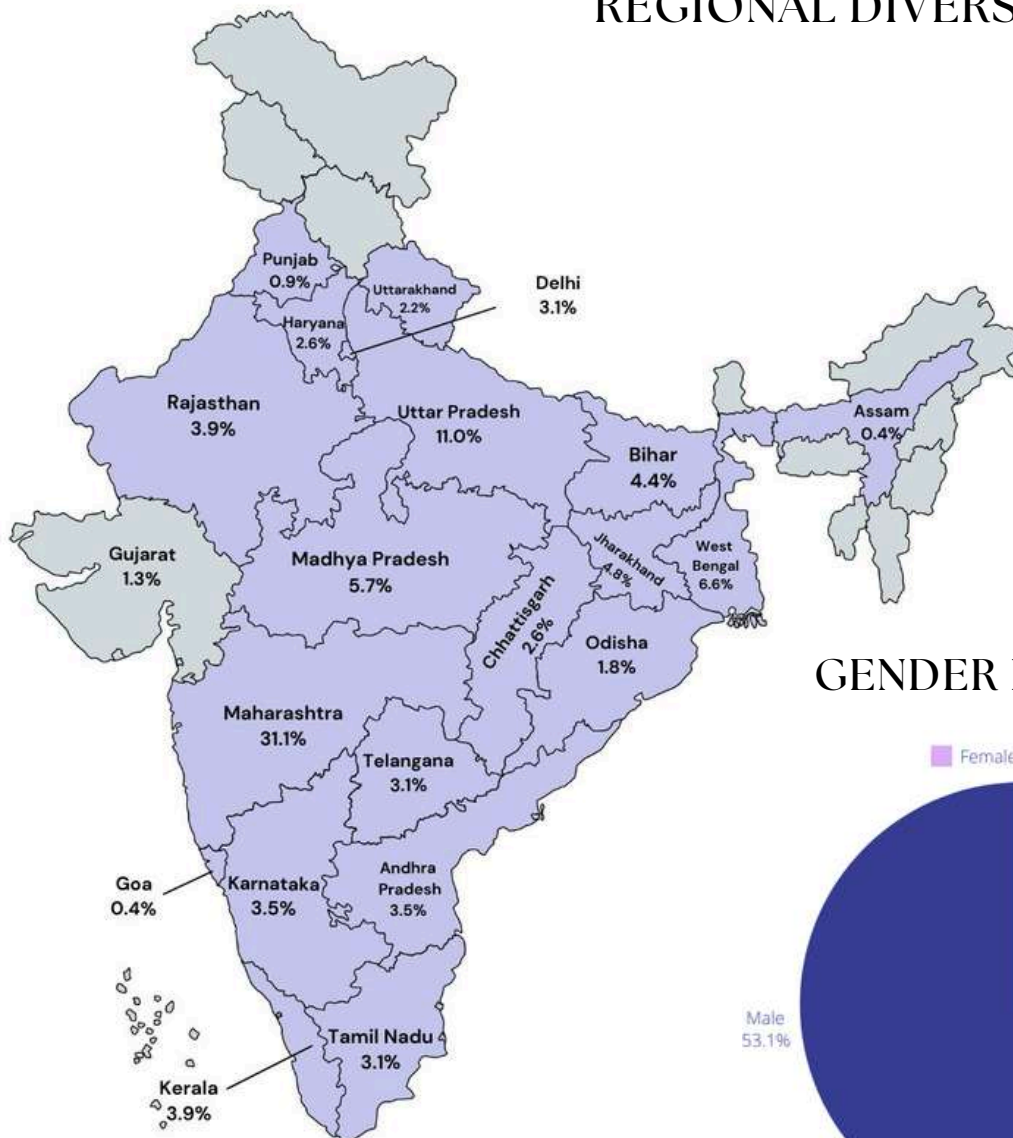 REGIONAL DIVERS
Punjab
0.9%
Uttarakhand
2.2%
Delhi
3.1%
Haryana
2.6%
Rajasthan
3.9%
Uttar Pradesh
11.0%
Assam
0.4%
Bihar
4.4%
Gujarat
1.3%
Madhya Pradesh
5.7%
Jharkhand
4.8%
West
Bengal
6.6%
Chhattisgarh
2.6%
Odisha
1.8%
GENDER
Maharashtra
31.1%
Telangana
3.1%
Female
Goa
0.4%
Karnataka
3.5%
Andhra
Pradesh
3.5%
Male
53.1%
Tamil Nadu
3.1%
Kerala
3.9%